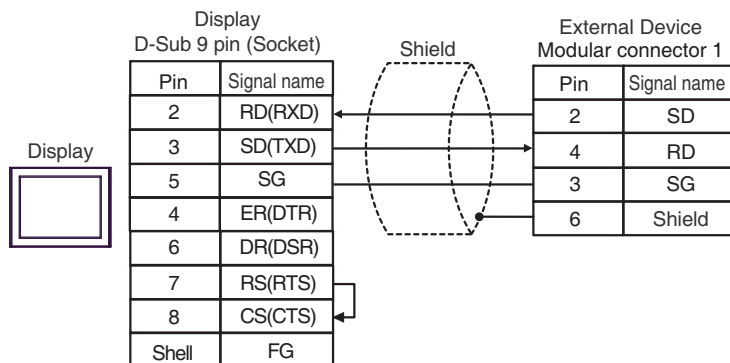 Display
D-Sub 9 pin (Socket)
Shield
External Device
Modular connector 1
Display
Pin Signal name
2 RD(RXD)
3 SD(TXD)
5 SG
4 ER(DTR)
6 DR(DSR)
7 RS(RTS)
8 CS(CTS)
Shell FG
Pin Signal name
2 SD
4 RD
3 SG
6 Shield